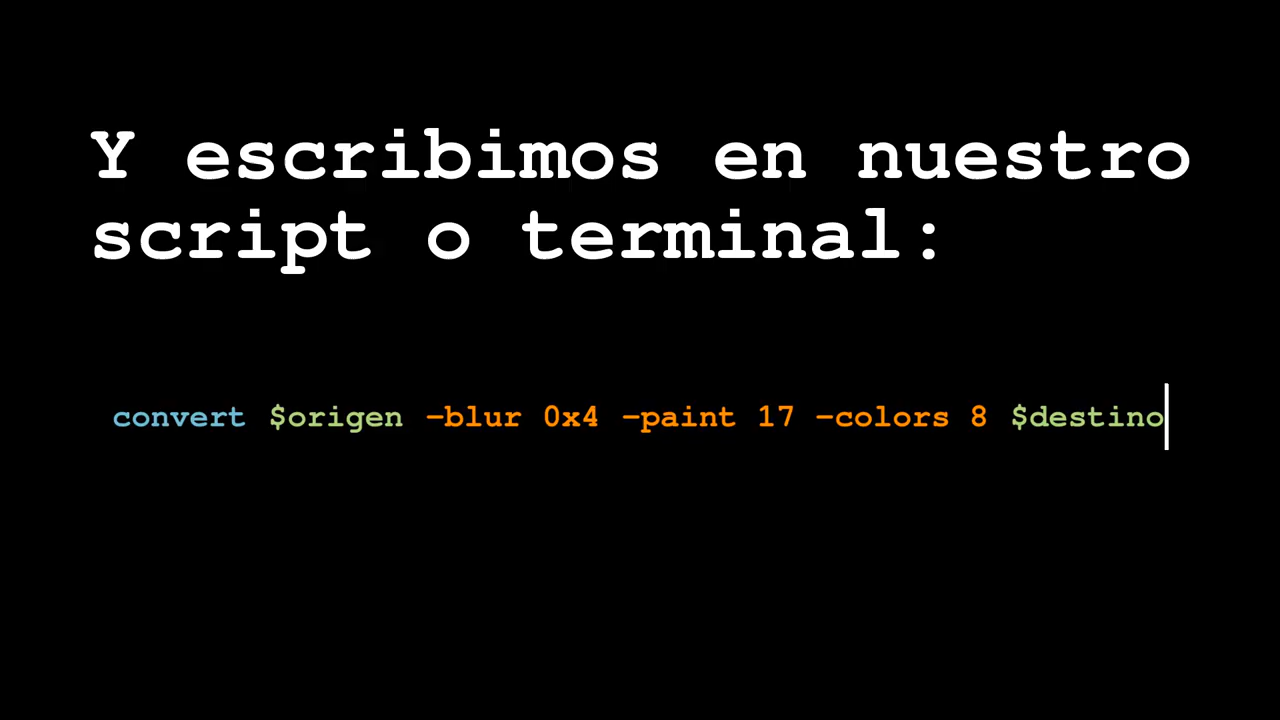 Y escribimos en nuestro
script o terminal:
convert $origen -blur 0x4 -paint 17 -colors 8 $destino